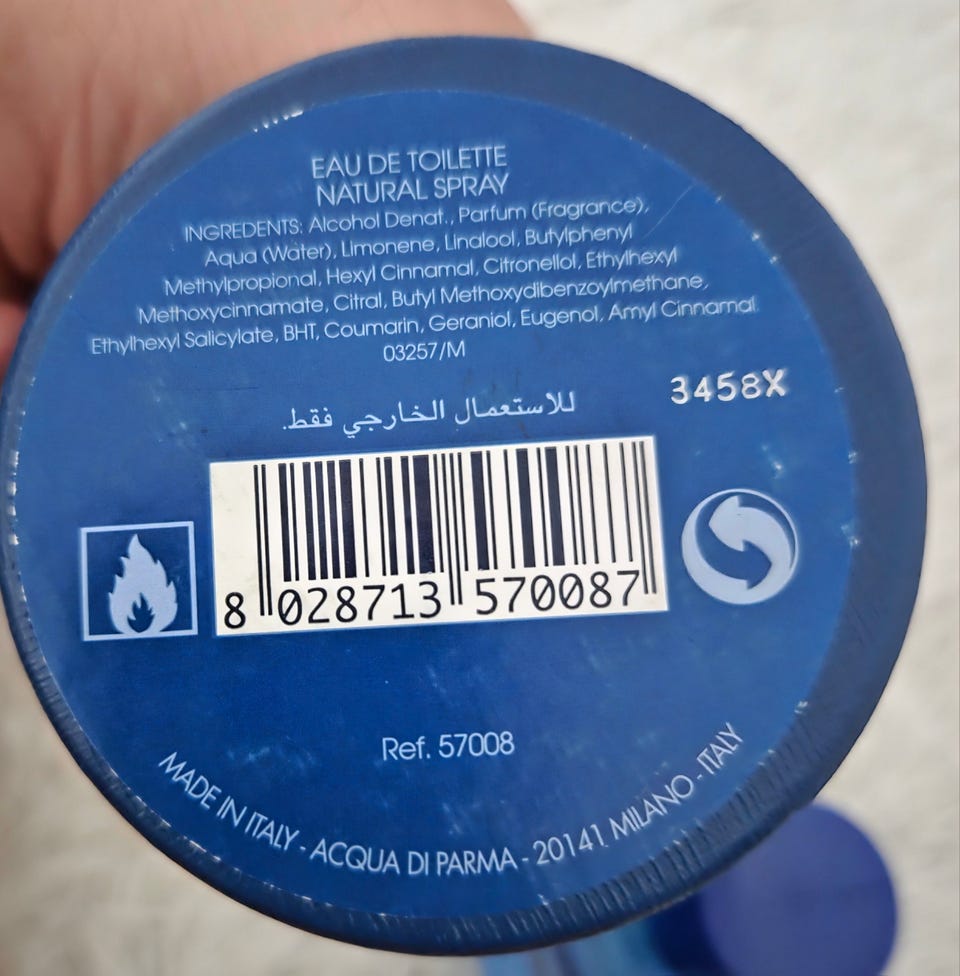 EAU DE TOILETTE
NATURAL SPRAY
INGREDENTS: Alcohol Denat., Parfum (Fragrance),
Aqua (Water), Limonene, Linalool, Butylphenyl
Methylpropional, Hexyl Cinnamal, Citronellol, Ethylhexyl
Methoxycinnamate, Citral, Butyl Methoxydibenzoylmethane,
Ethylhexyl Salicylate, BHT, Coumarin, Geraniol, Eugenol, Amyl Cinnamal
03257/M
3458X
للاستعمال الخارجي فقط.
8 028713 570087
Ref. 57008
MADE IN ITALY - ACQUA DI PARMA - 20141 MILANO - ITALY